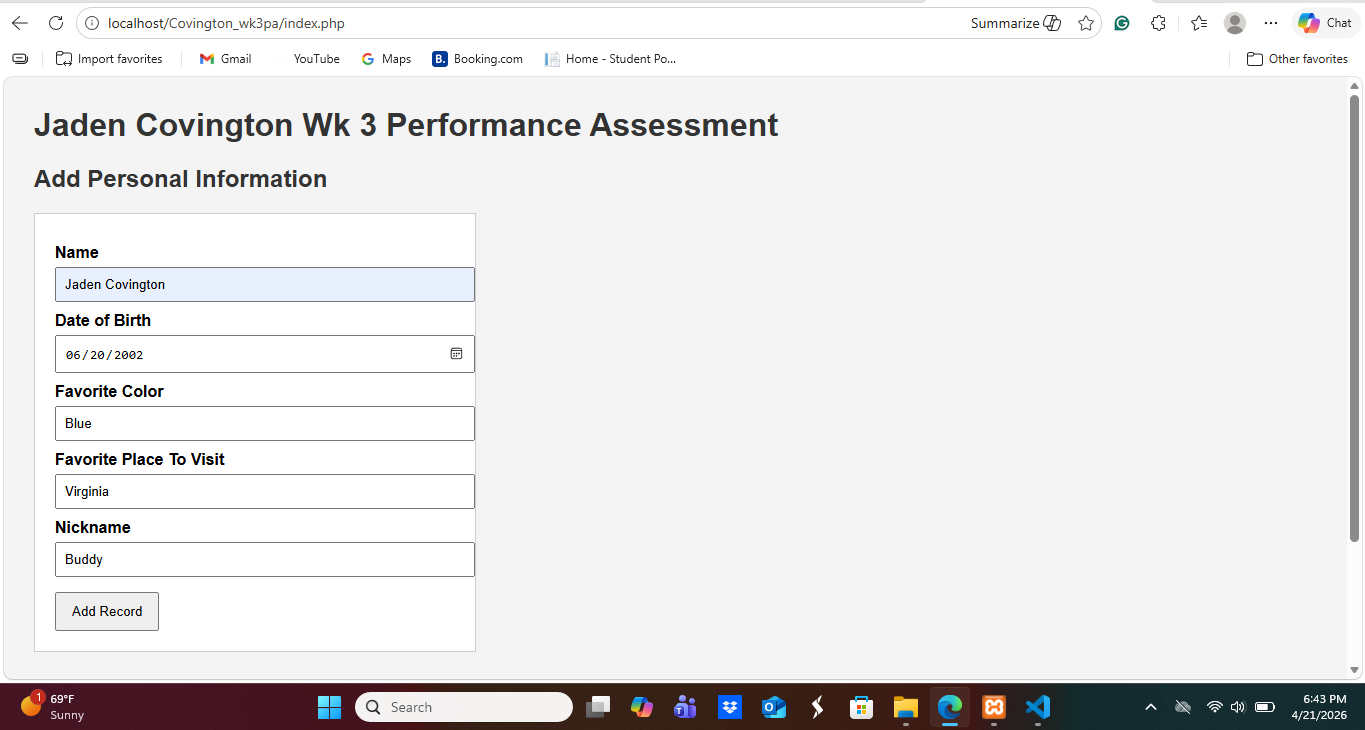 localhost/Covington_wk3pa/index.php
Summarize
Chat
Import favorites
Gmail
YouTube
Maps
B. Booking.com
Home - Student Po...
Other favorites
Jaden Covington Wk 3 Performance Assessment
Add Personal Information
Name
Jaden Covington
Date of Birth
06/20/2002
Favorite Color
Blue
Favorite Place To Visit
Virginia
Nickname
Buddy
Add Record
1
69°F
Sunny
Search
6:43 PM
4/21/2026